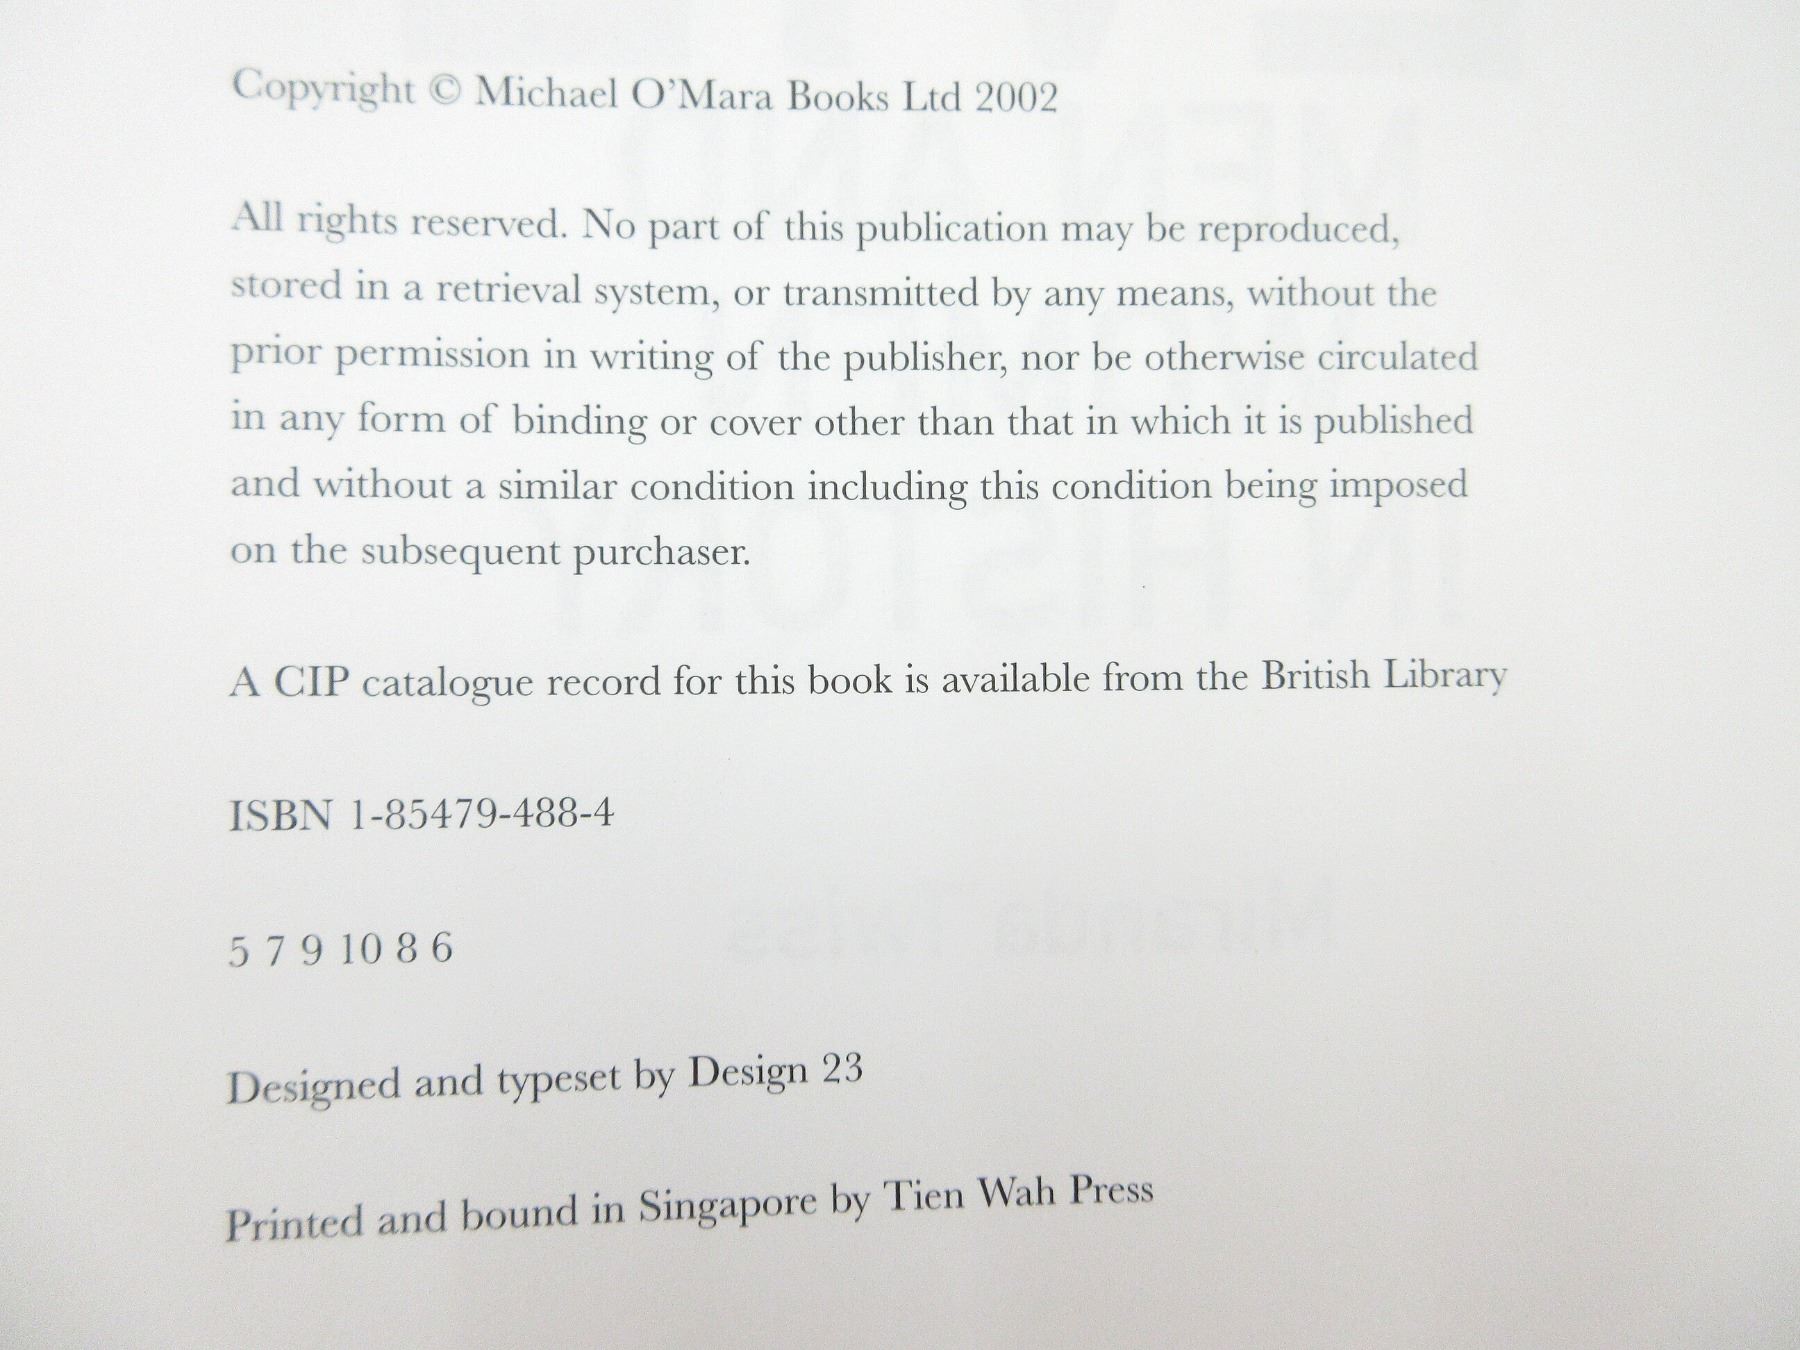 Copyright © Michael O’Mara Books Ltd 2002
All rights reserved. No part of this publication may be reproduced,
stored in a retrieval system, or transmitted by any means, without the
prior permission in writing of the publisher, nor be otherwise circulated
in any form of binding or cover other than that in which it is published
and without a similar condition including this condition being imposed
on the subsequent purchaser.
A CIP catalogue record for this book is available from the British Library
ISBN 1-85479-488-4
5 7 9 10 8 6
Designed and typeset by Design 23
Printed and bound in Singapore by Tien Wah Press